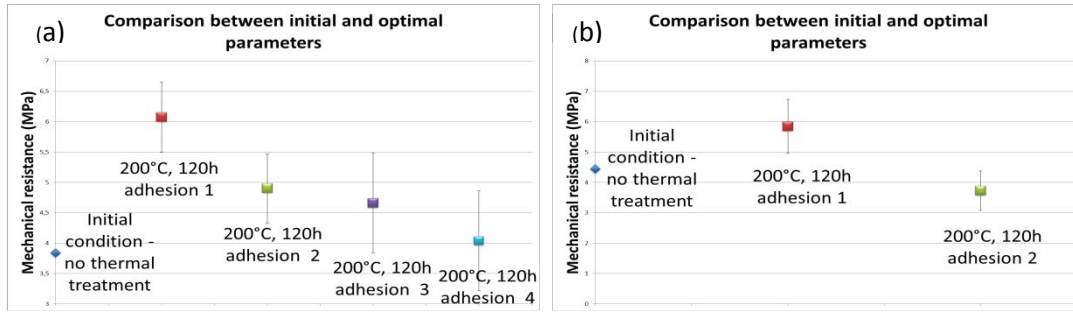 (a)
Comparison between initial and optimal
parameters
Mechanical resistance (MPa)
7
6,5
6
5,5
5
4,5
4
3,5
3
200°C, 120h
adhesion 1
200°C, 120h
adhesion 2
200°C, 120h
adhesion 3
200°C, 120h
adhesion 4
Initial
condition -
no thermal
treatment
(b)
Comparison between initial and optimal
parameters
Mechanical resistance (MPa)
8
7
6
5
4
3
2
1
0
Initial
condition -
no thermal
treatment
200°C, 120h
adhesion 1
200°C, 120h
adhesion 2